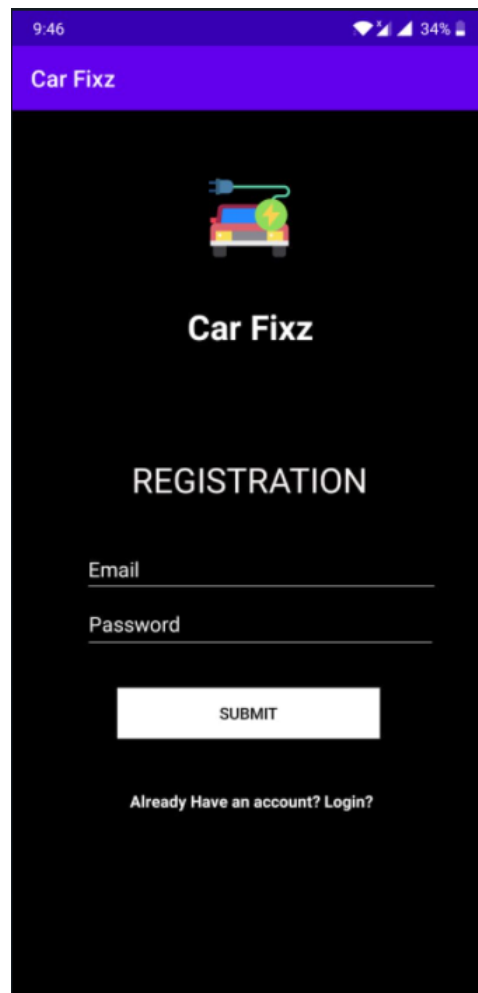 9:46
34%
Car Fixz
Car Fixz
REGISTRATION
Email
Password
SUBMIT
Already Have an account? Login?